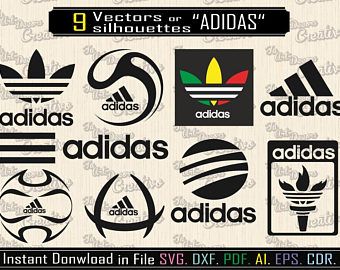 9 Vectors or silhouettes "ADIDAS"
adidas
adidas
adidas
adidas
adidas
adidas
adidas
adidas
adidas
Instant Donwload in File SVG. DXF. PDF. AI. EPS. CDR.